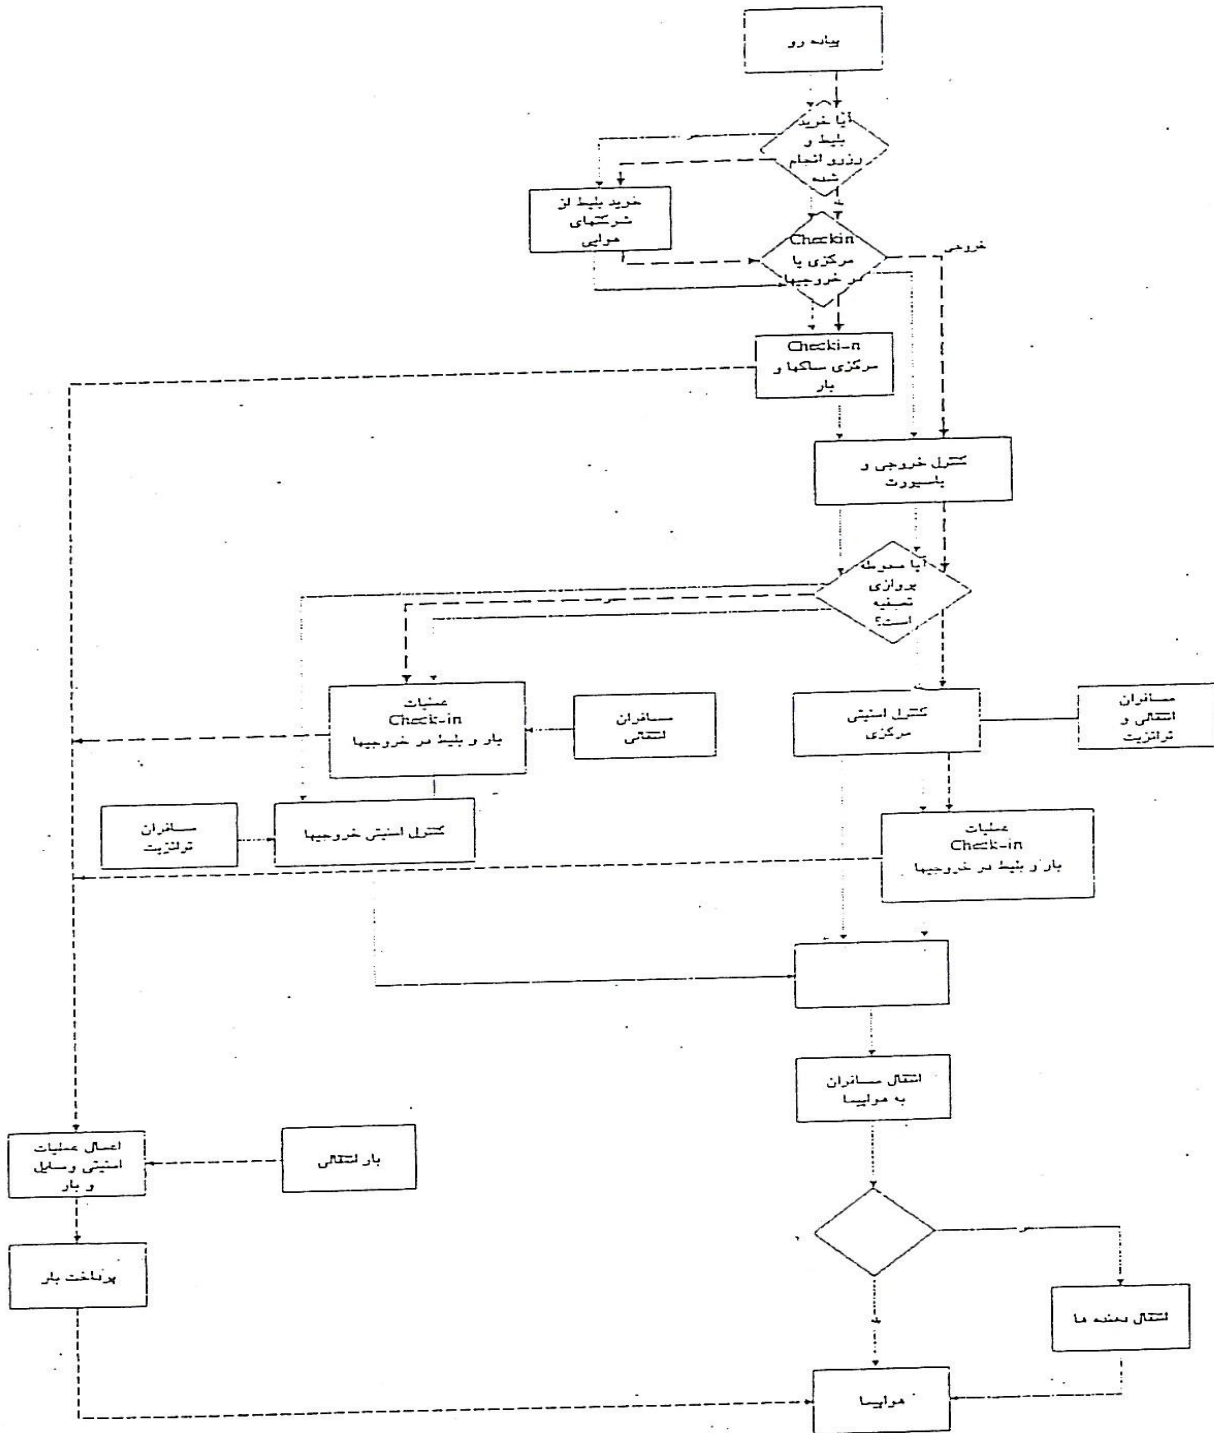 پیاده رو
آیا خرید
بلیط و
رزرو انجام
شده
خرید بلیط از
شرکتهای
هوایی
Checkin
مرکزی یا
در خروجیها
خروجی
Checki-n
مرکزی ساکها و
بار
کنترل خروجی و
پاسپورت
آیا محوطه
پروازی
تصفیه
است؟
عملیات
Check-in
بار و بلیط در خروجیها
مسافران
انتقالی
کنترل امنیتی
مرکزی
مسافران
انتقالی و
ترانزیت
مسافران
ترانزیت
کنترل امنیتی خروجیها
عملیات
Check-in
بار و بلیط در خروجیها
انتقال مسافران
به هواپیما
اعمال عملیات
امنیتی وسایل
و بار
بار انتقالی
پرداخت بار
انتقال دهنده ها
هواپیما